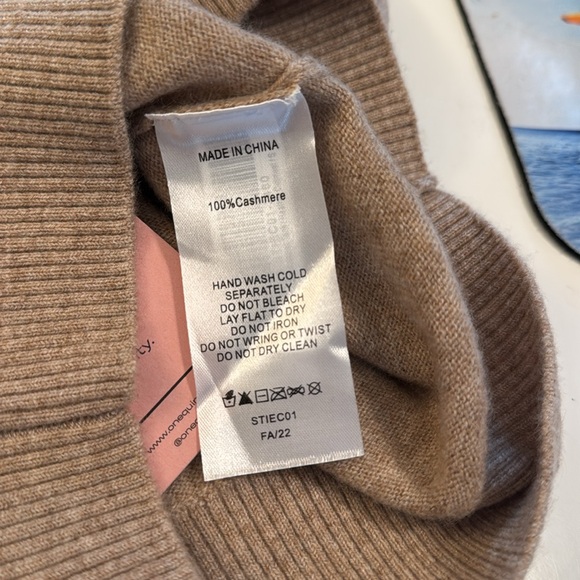 MADE IN CHINA
100%Cashmere
HAND WASH COLD
SEPARATELY
DO NOT BLEACH
LAY FLAT TO DRY
DO NOT IRON
DO NOT WRING OR TWIST
DO NOT DRY CLEAN
STIEC01
FA/22